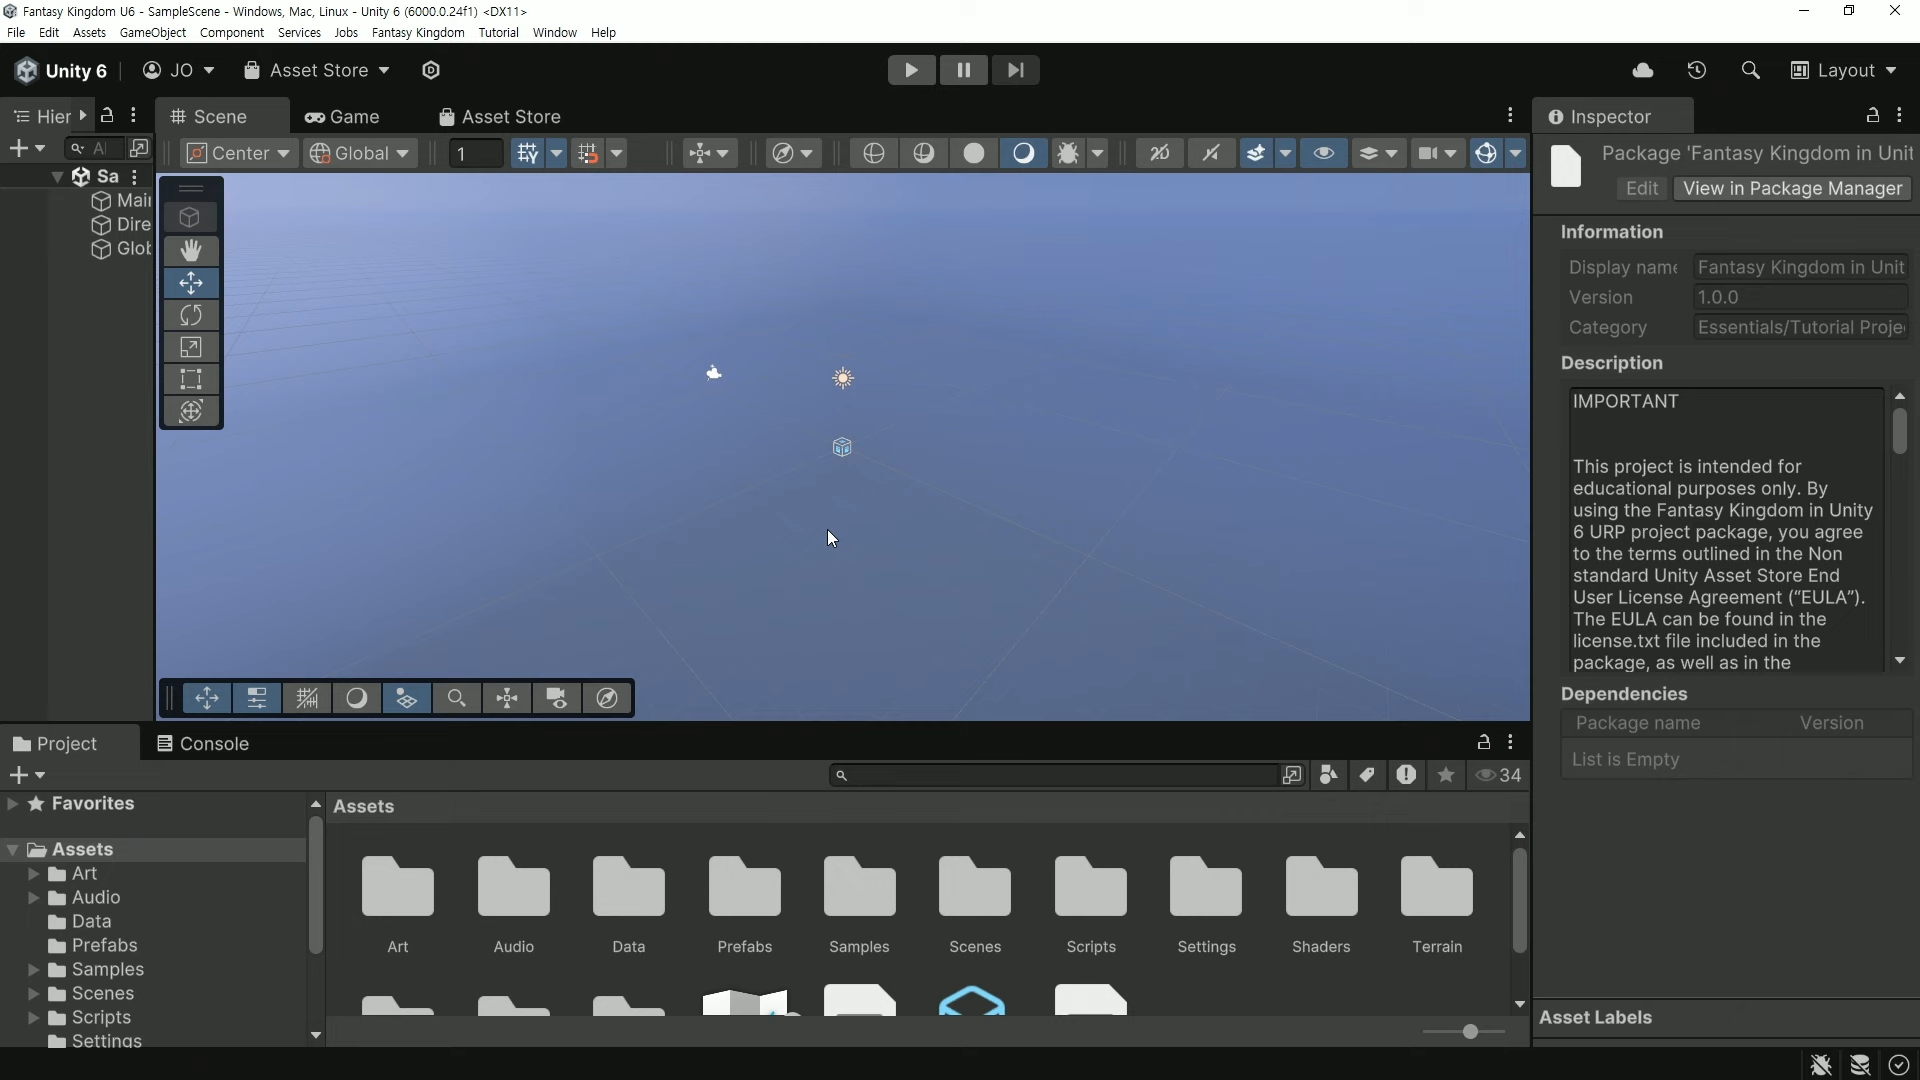 Fantasy Kingdom U6 - SampleScene - Windows, Mac, Linux - Unity 6 (6000.0.24f1) <DX11>
File Edit Assets GameObject Component Services Jobs Fantasy Kingdom Tutorial Window Help
Unity 6 JO Asset Store Layout
Hier Scene Game Asset Store Inspector
Al Center Global 1 2D
Package 'Fantasy Kingdom in Unit
Edit View in Package Manager
Sa
Mai
Dire
Glob
Information
Display name Fantasy Kingdom in Unit
Version 1.0.0
Category Essentials/Tutorial Proje
Description
IMPORTANT
This project is intended for
educational purposes only. By
using the Fantasy Kingdom in Unity
6 URP project package, you agree
to the terms outlined in the Non
standard Unity Asset Store End
User License Agreement (“EULA”).
The EULA can be found in the
license.txt file included in the
package, as well as in the
Dependencies
Package name Version
List is Empty
Project Console
34
Favorites
Assets
Art
Audio
Data
Prefabs
Samples
Scenes
Scripts
Settings
Assets
Art Audio Data Prefabs Samples Scenes Scripts Settings Shaders Terrain
Asset Labels